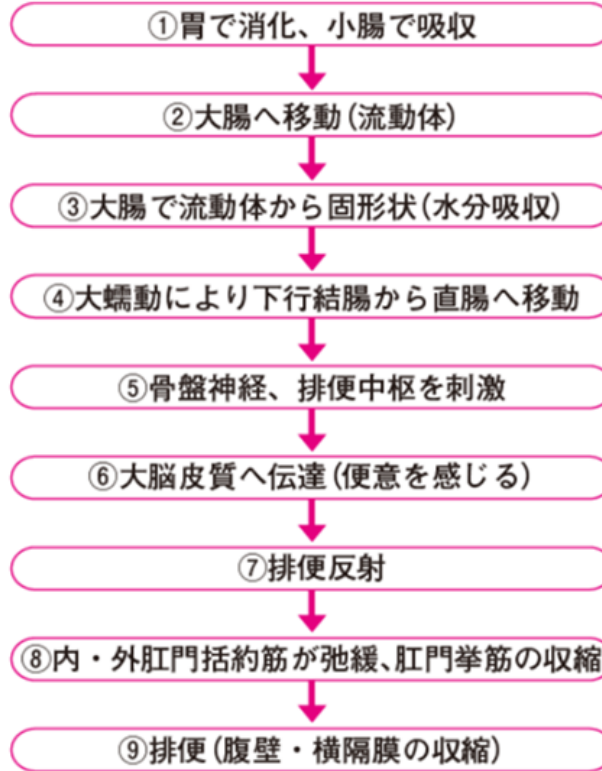 ①胃で消化、小腸で吸収
②大腸へ移動(流動体)
③大腸で流動体から固形状(水分吸収)
④大蠕動により下行結腸から直腸へ移動
⑤骨盤神経、排便中枢を刺激
⑥大脳皮質へ伝達(便意を感じる)
⑦排便反射
⑧内・外肛門括約筋が弛緩、肛門挙筋の収縮
⑨排便(腹壁・横隔膜の収縮)